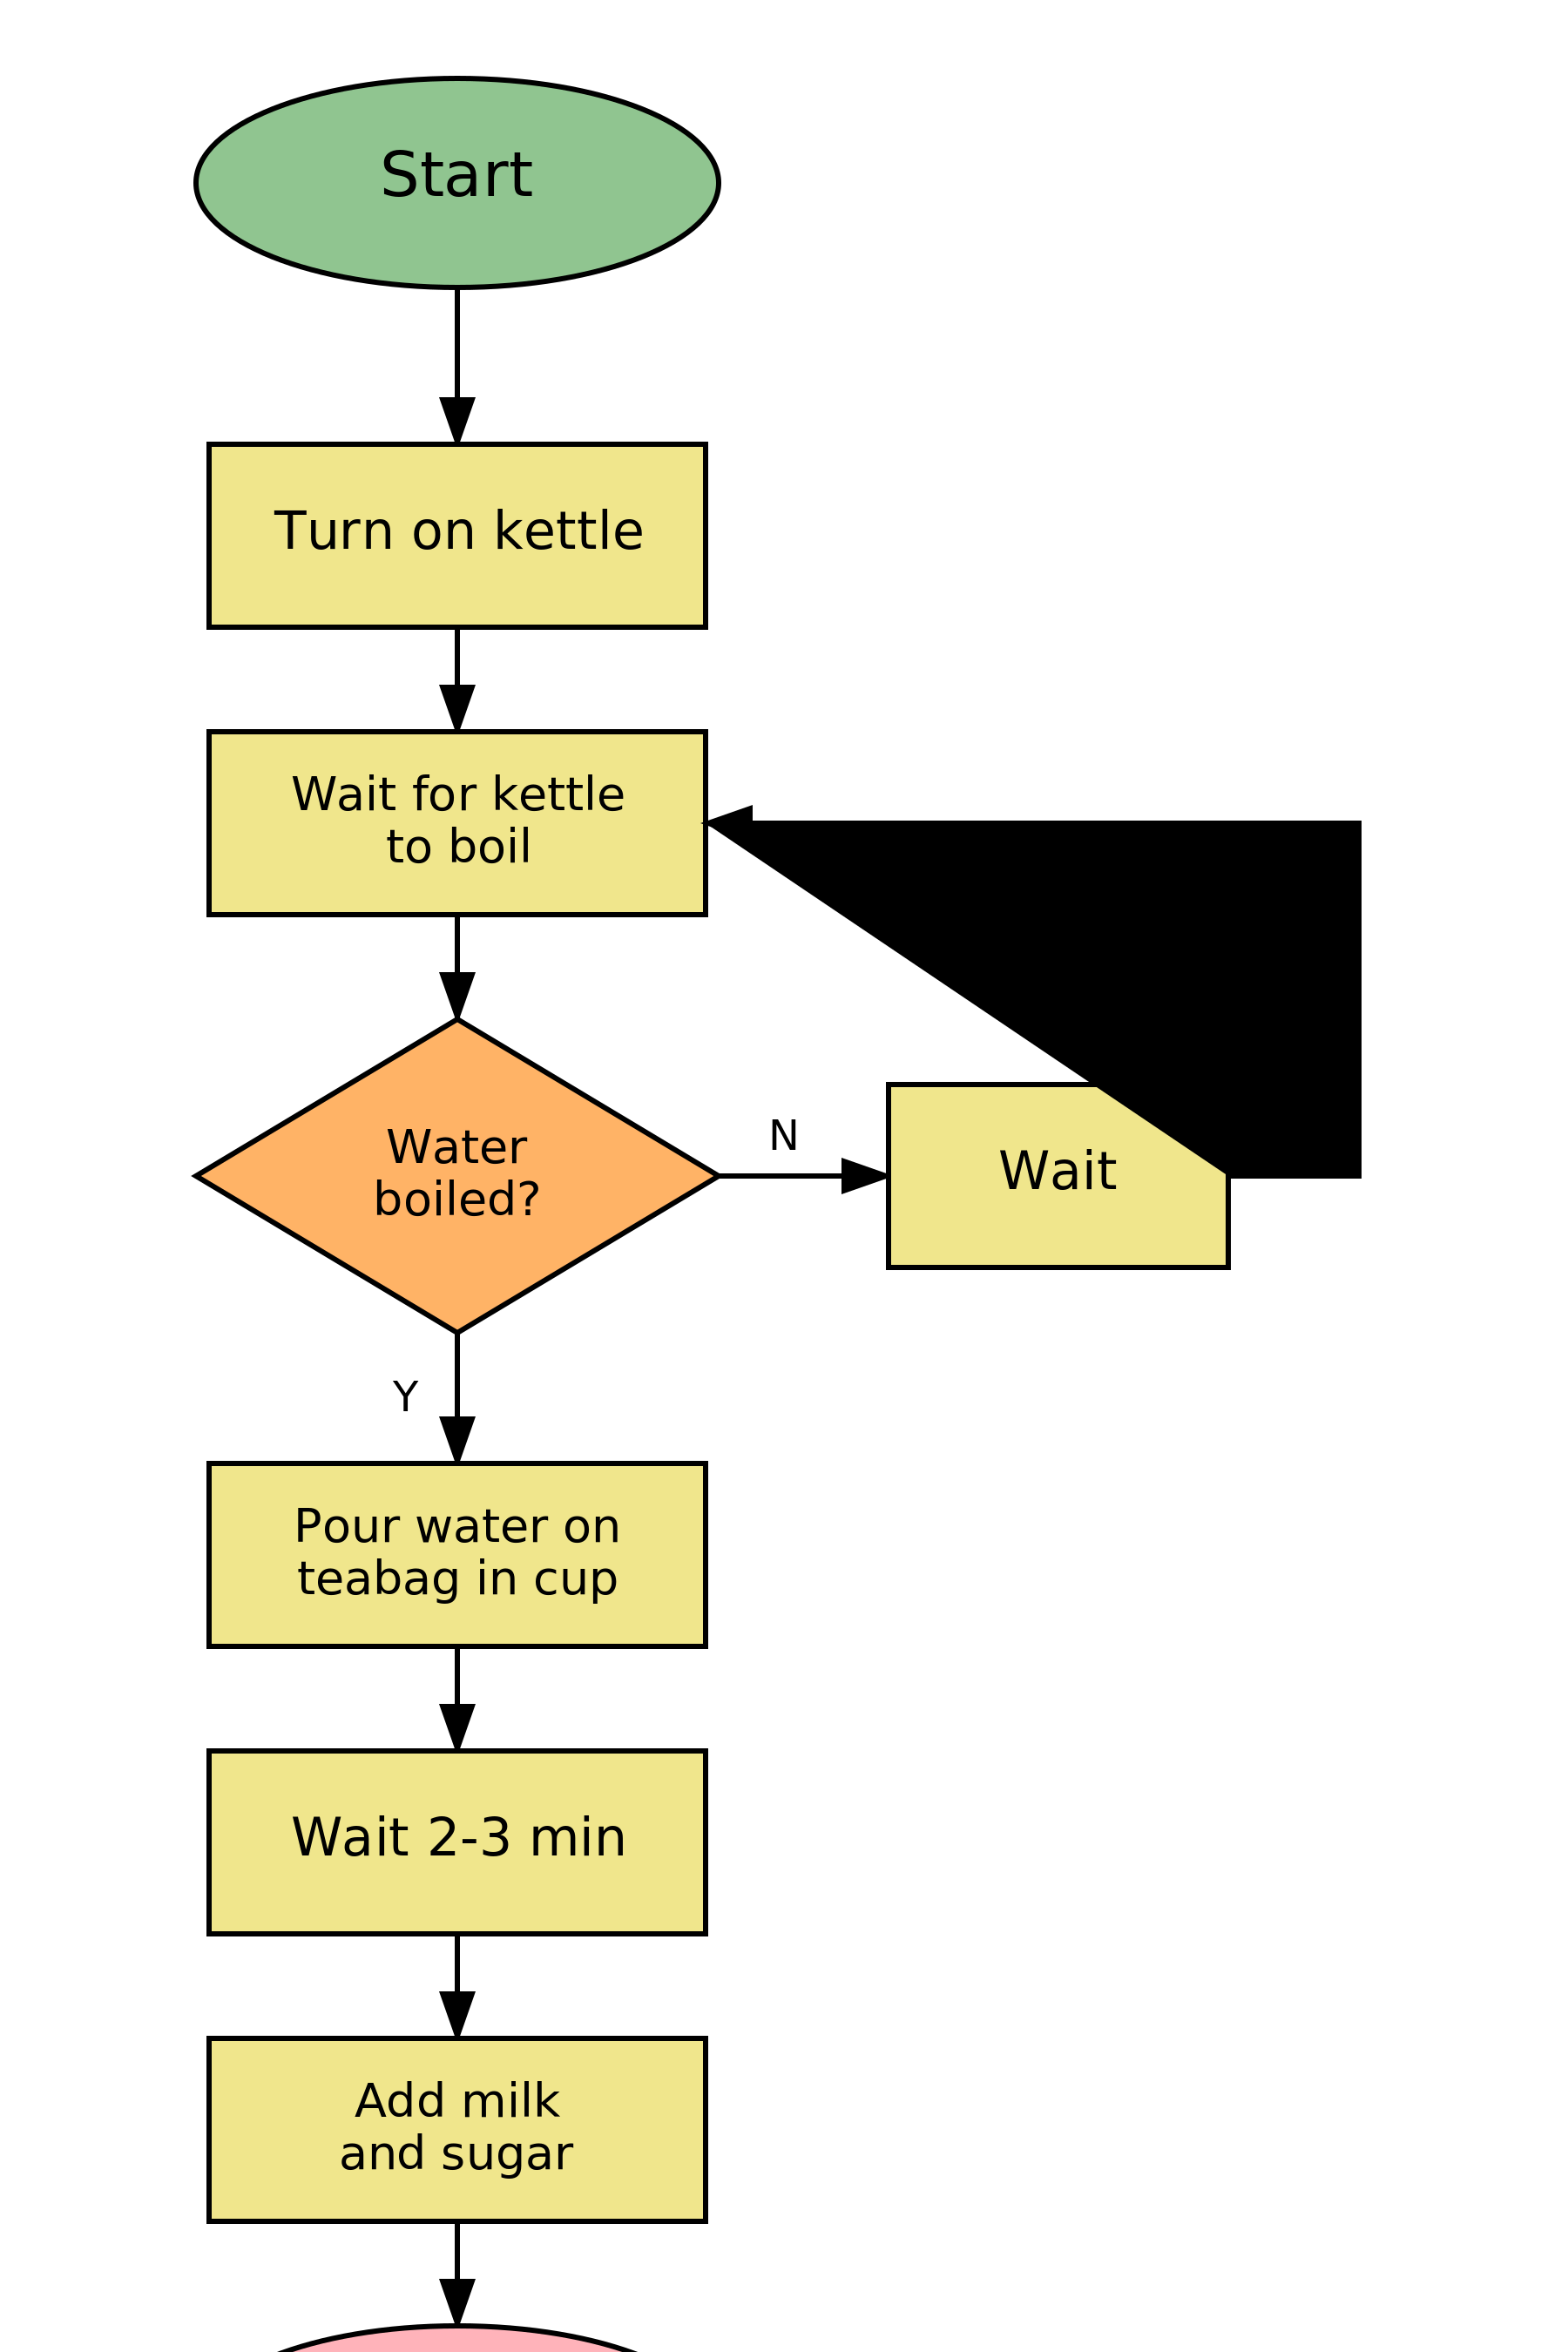 Start
Turn on kettle
Wait for kettle
to boil
Water
boiled?
N
Wait
Y
Pour water on
teabag in cup
Wait 2-3 min
Add milk
and sugar